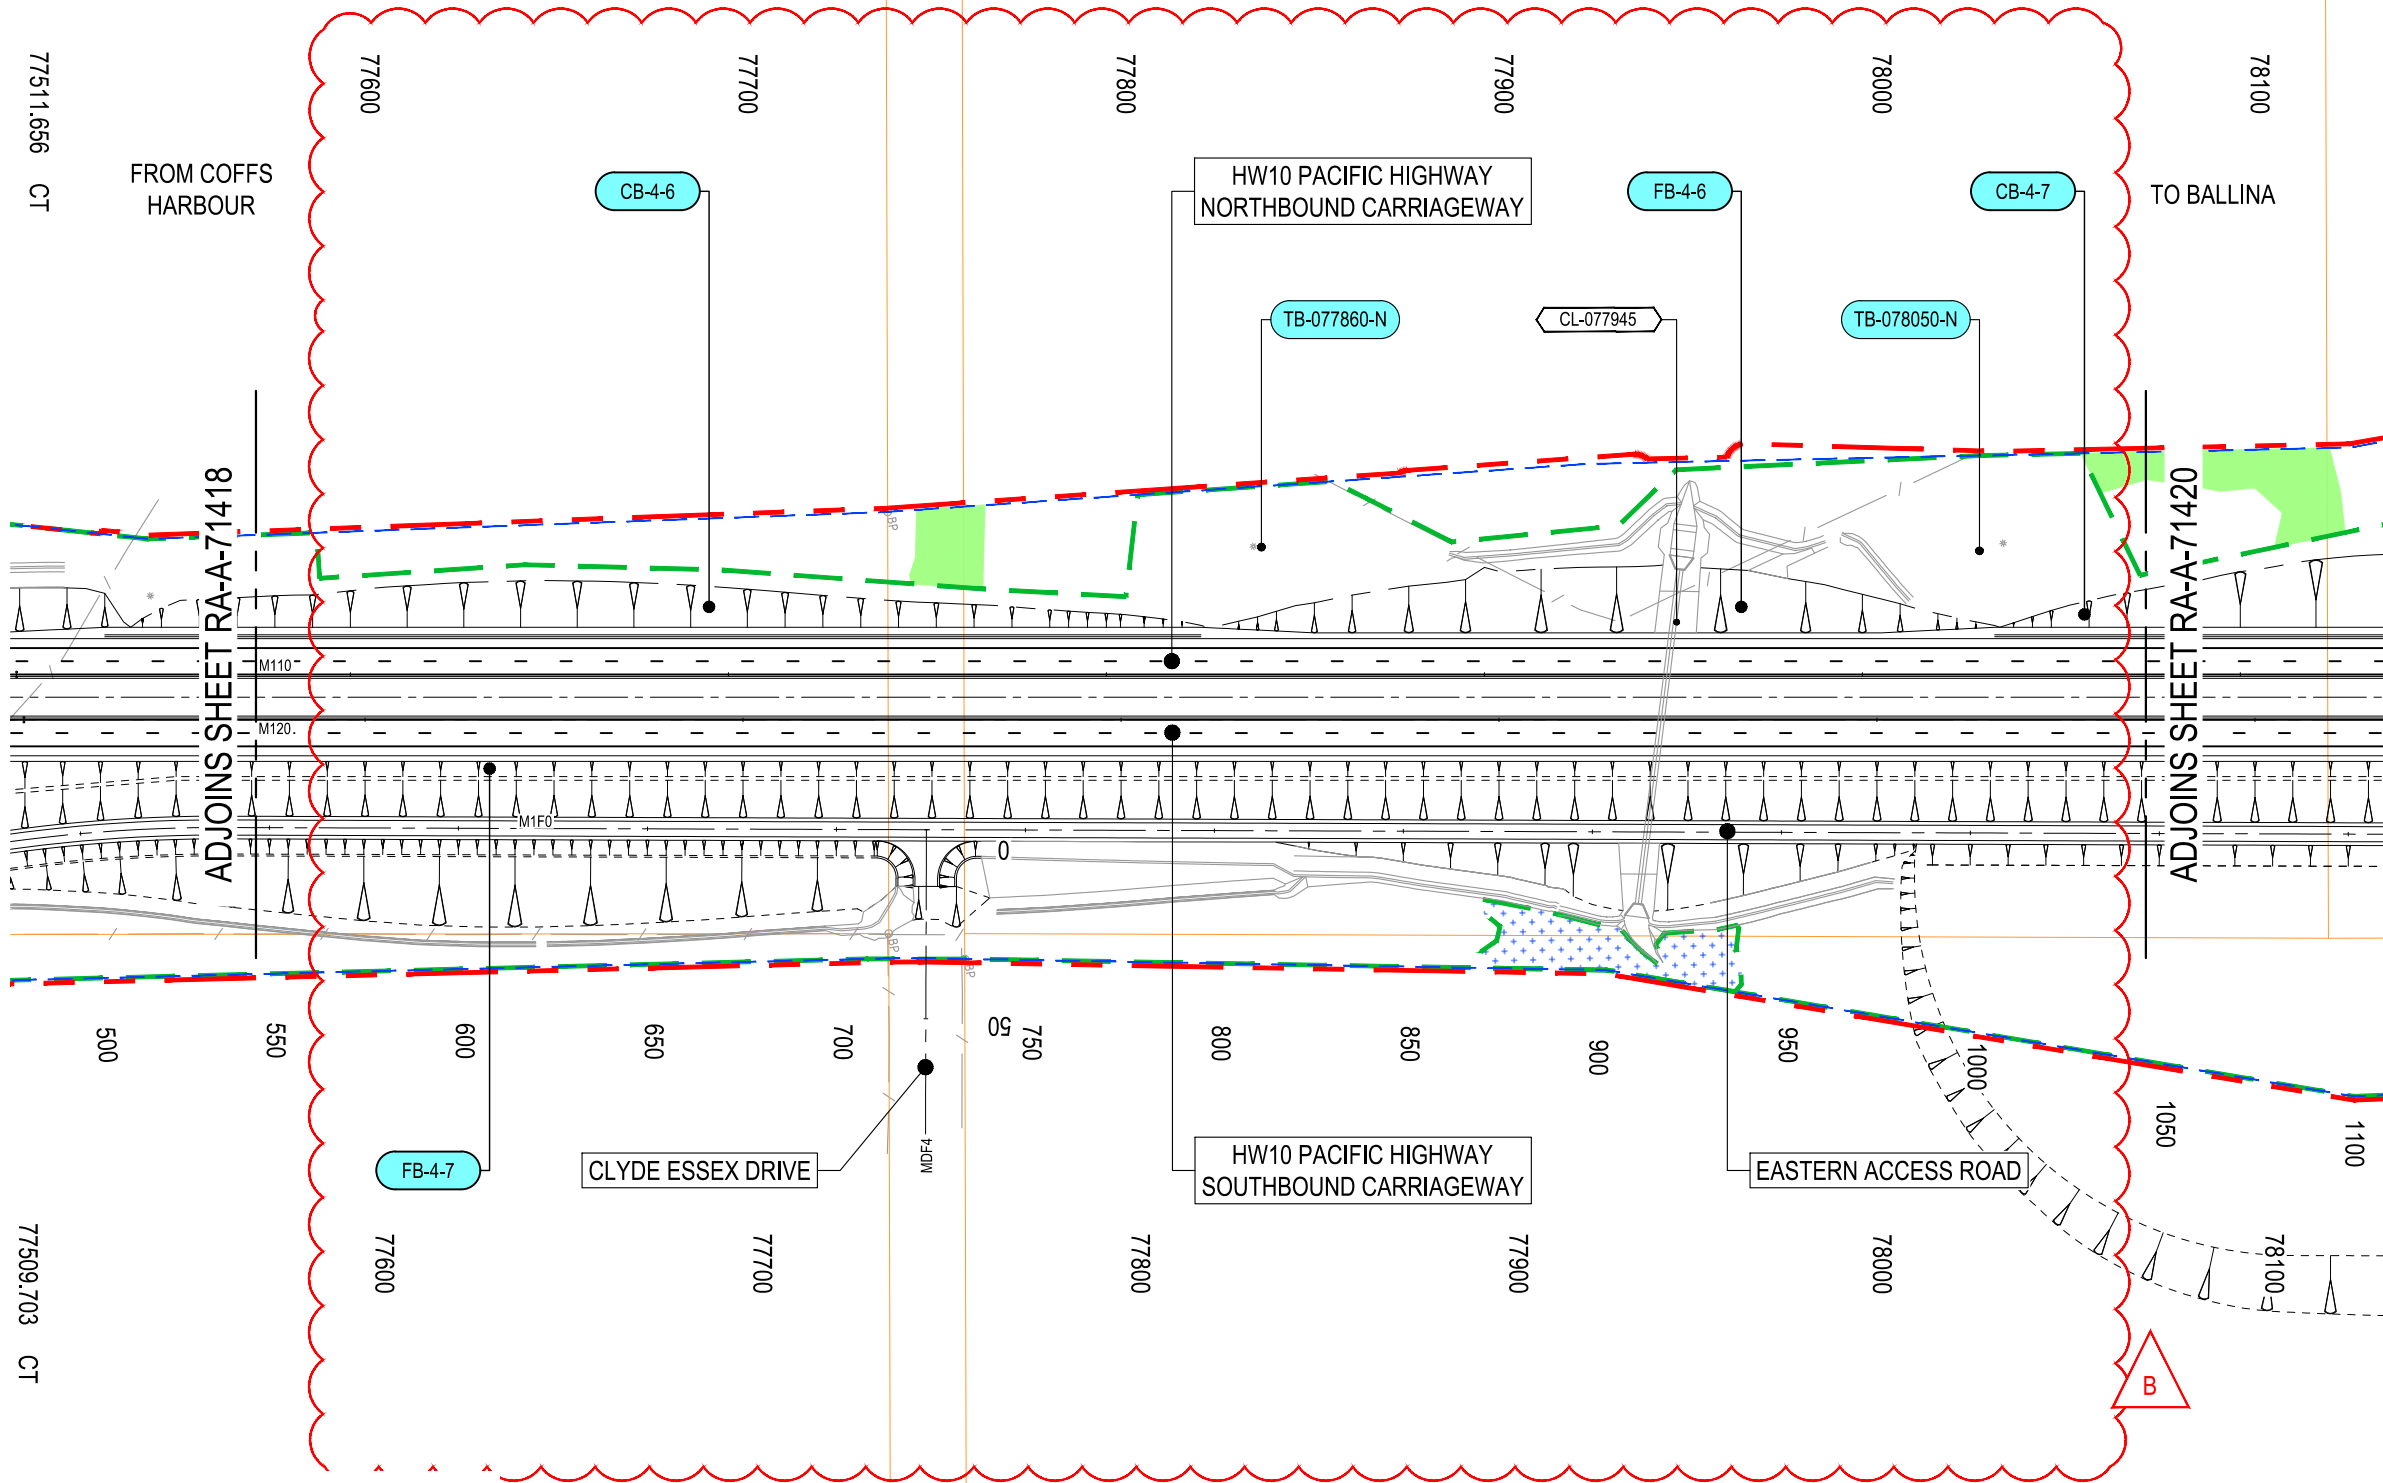 77511.656 CT
77600
77700
77800
77900
78000
78100
FROM COFFS
HARBOUR
CB-4-6
HW10 PACIFIC HIGHWAY
NORTHBOUND CARRIAGEWAY
FB-4-6
CB-4-7
TO BALLINA
TB-077860-N
CL-077945
TB-078050-N
ADJOINS SHEET RA-A-71418
ADJOINS SHEET RA-A-71420
M110
M120
M1F0
0
50
500
550
600
650
700
750
800
850
900
950
1000
1050
1100
FB-4-7
CLYDE ESSEX DRIVE
MDF4
HW10 PACIFIC HIGHWAY
SOUTHBOUND CARRIAGEWAY
EASTERN ACCESS ROAD
77509.703 CT
77600
77700
77800
77900
78000
78100
B